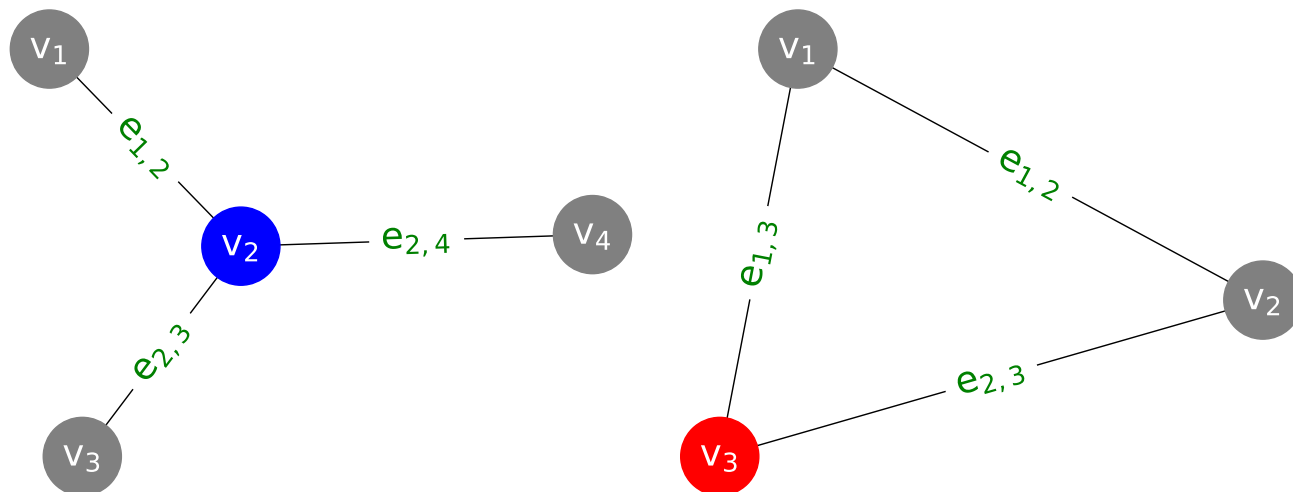 v₁
e₁,₂
v₂
e₂,₄
v₄
e₂,₃
v₃
v₁
e₁,₂
e₁,₃
v₂
e₂,₃
v₃